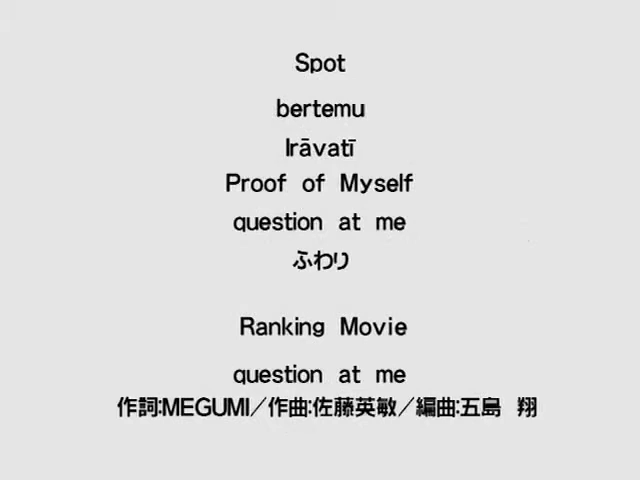 Spot
bertemu
Irāvatī
Proof of Myself
question at me
ふわり
Ranking Movie
question at me
作詞:MEGUMI／作曲:佐藤英敏／編曲:五島 翔